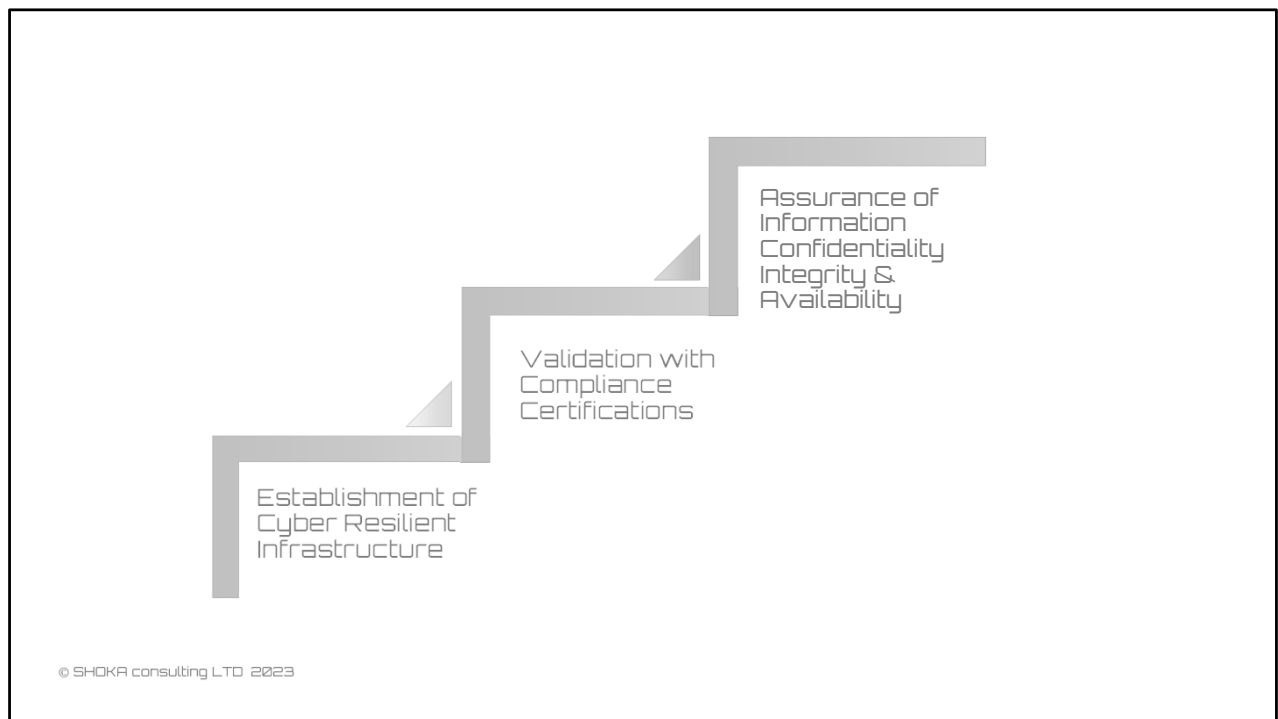 Assurance of
Information
Confidentiality
Integrity &
Availability
Validation with
Compliance
Certifications
Establishment of
Cyber Resilient
Infrastructure
© SHOKA consulting LTD 2023